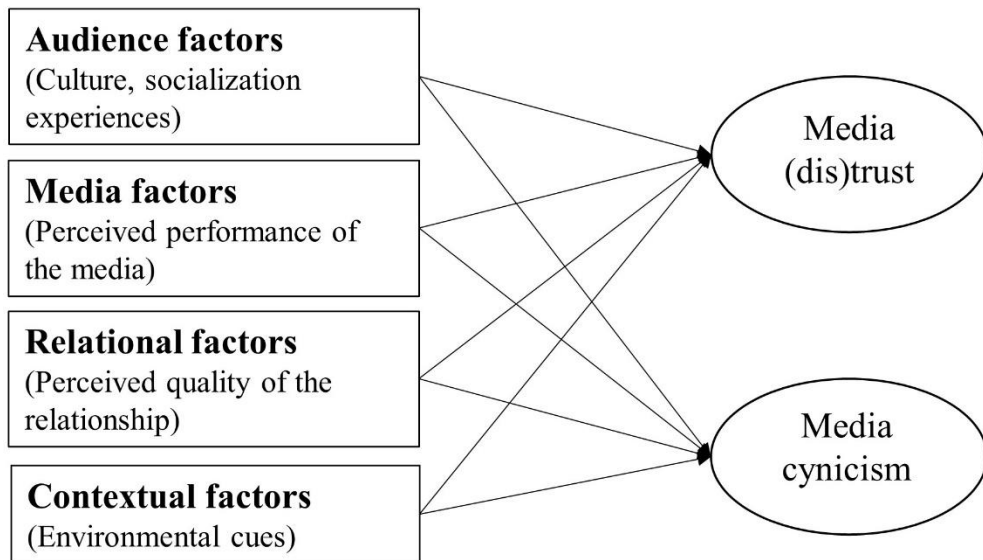 Audience factors
(Culture, socialization
experiences)
Media factors
(Perceived performance of
the media)
Relational factors
(Perceived quality of the
relationship)
Contextual factors
(Environmental cues)
Media
(dis)trust
Media
cynicism